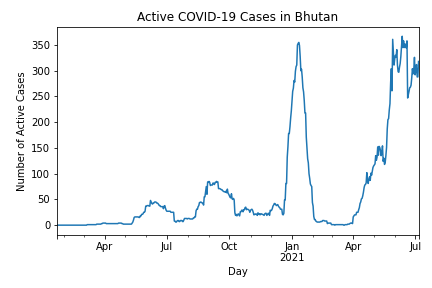 Active COVID-19 Cases in Bhutan
Number of Active Cases
350
300
250
200
150
100
50
0
Apr Jul Oct Jan Apr Jul
2021
Day